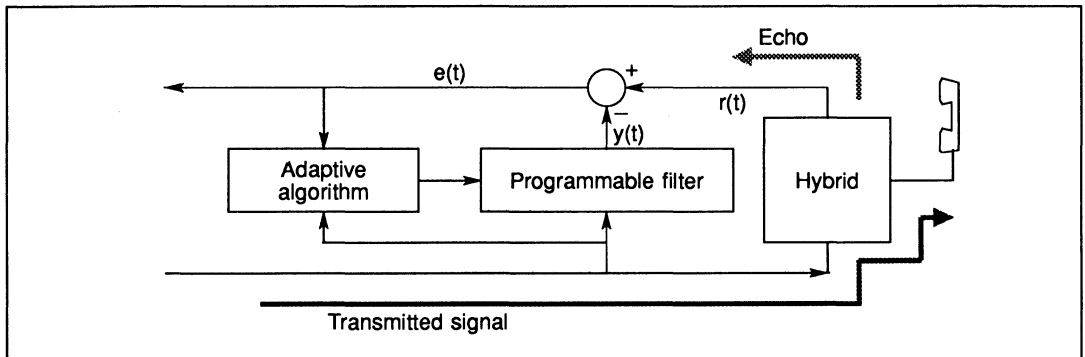 Echo
e(t)
+
r(t)
−
y(t)
Adaptive
algorithm
Programmable filter
Hybrid
Transmitted signal